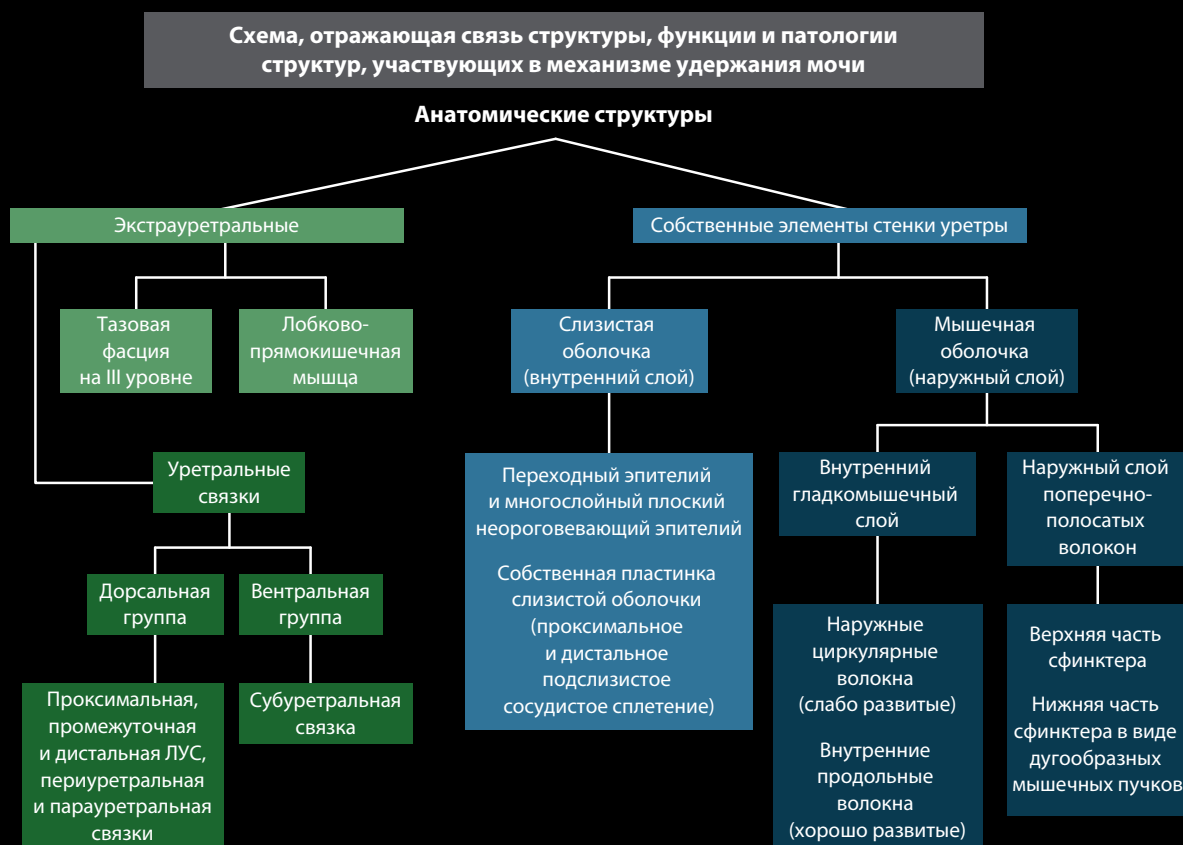 Схема, отражающая связь структуры, функции и патологии
структур, участвующих в механизме удержания мочи
Анатомические структуры
Экстрауретральные
Собственные элементы стенки уретры
Тазовая
фасция
на III уровне
Лобково-
прямокишечная
мышца
Слизистая
оболочка
(внутренний слой)
Мышечная
оболочка
(наружный слой)
Уретральные
связки
Переходный эпителий
и многослойный плоский
неороговевающий эпителий
Собственная пластинка
слизистой оболочки
(проксимальное
и дистальное
подслизистое
сосудистое сплетение)
Внутренний
гладкомышечный
слой
Наружный слой
поперечно-
полосатых
волокон
Дорсальная
группа
Вентральная
группа
Проксимальная,
промежуточная
и дистальная ЛУС,
периуретральная
и парауретральная
связки
Субуретральная
связка
Наружные
циркулярные
волокна
(слабо развитые)
Внутренние
продольные
волокна
(хорошо развитые)
Верхняя часть
сфинктера
Нижняя часть
сфинктера в виде
дугообразных
мышечных пучков